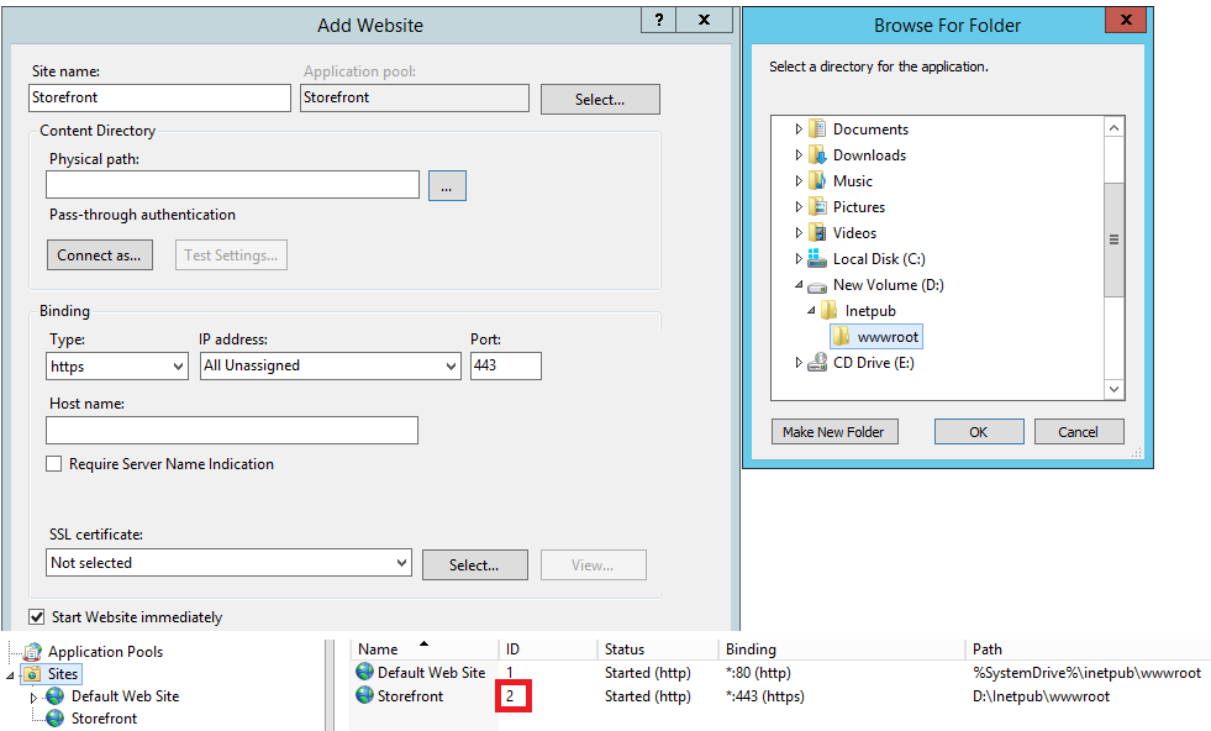 Add Website
? x
Site name:
Application pool:
Storefront
Storefront
Select...
Content Directory
Physical path:
...
Pass-through authentication
Connect as...
Test Settings...
Binding
Type:
IP address:
Port:
https
All Unassigned
443
Host name:
Require Server Name Indication
SSL certificate:
Not selected
Select...
View...
Start Website immediately
Browse For Folder
x
Select a directory for the application.
Documents
Downloads
Music
Pictures
Videos
Local Disk (C:)
New Volume (D:)
Inetpub
wwwroot
CD Drive (E:)
Make New Folder
OK
Cancel
Application Pools
Sites
Default Web Site
Storefront
Name ID Status Binding Path
Default Web Site 1 Started (http) *:80 (http) %SystemDrive%\inetpub\wwwroot
Storefront 2 Started (http) *:443 (https) D:\Inetpub\wwwroot